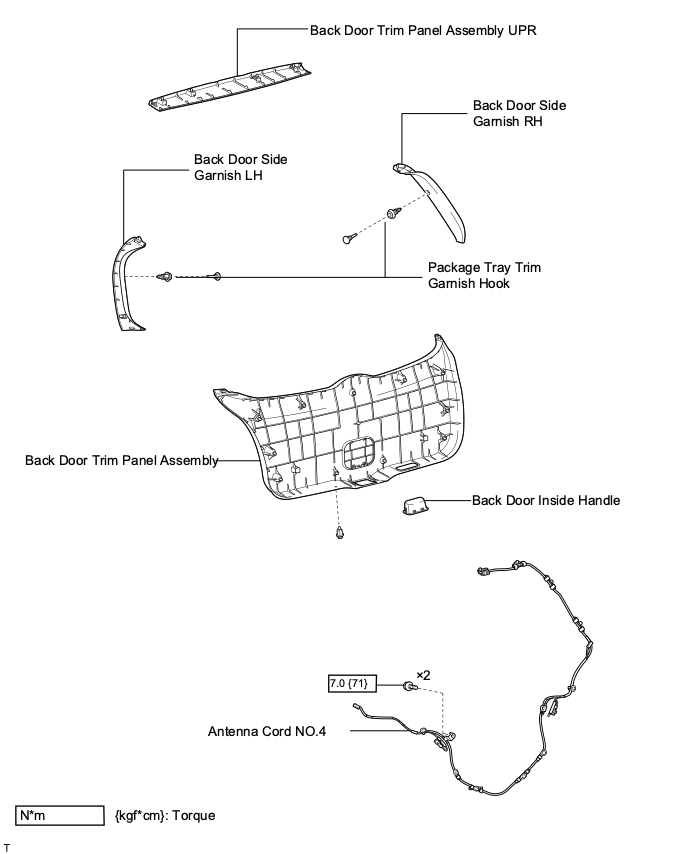 Back Door Trim Panel Assembly UPR
Back Door Side
Garnish RH
Back Door Side
Garnish LH
Package Tray Trim
Garnish Hook
Back Door Trim Panel Assembly
Back Door Inside Handle
×2
7.0 {71}
Antenna Cord NO.4
N*m
{kgf*cm}: Torque
T